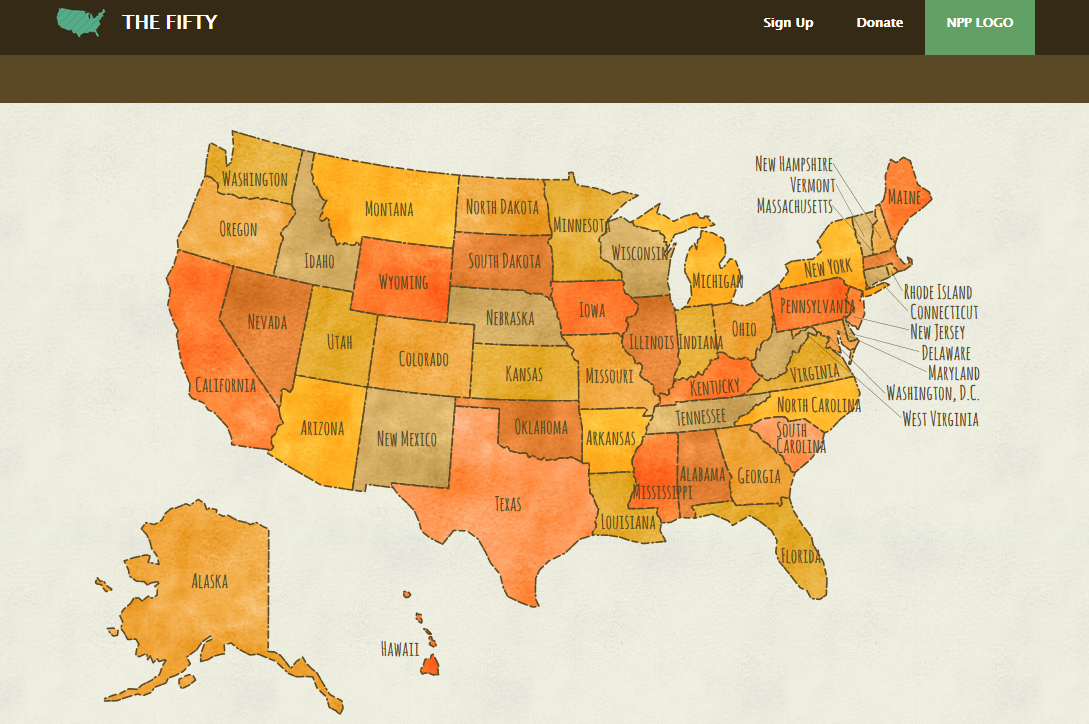 THE FIFTY
Sign Up
Donate
NPP LOGO
NEW HAMPSHIRE
VERMONT
MASSACHUSETTS
WASHINGTON
MONTANA
NORTH DAKOTA
MINNESOTA
MAINE
OREGON
IDAHO
WYOMING
SOUTH DAKOTA
WISCONSIN
MICHIGAN
NEW YORK
RHODE ISLAND
CONNECTICUT
NEW JERSEY
DELAWARE
MARYLAND
WASHINGTON, D.C.
WEST VIRGINIA
NEVADA
UTAH
COLORADO
NEBRASKA
IOWA
ILLINOIS
INDIANA
OHIO
PENNSYLVANIA
CALIFORNIA
KANSAS
MISSOURI
KENTUCKY
VIRGINIA
ARIZONA
NEW MEXICO
OKLAHOMA
ARKANSAS
TENNESSEE
NORTH CAROLINA
SOUTH
CAROLINA
TEXAS
LOUISIANA
MISSISSIPPI
ALABAMA
GEORGIA
FLORIDA
ALASKA
HAWAII